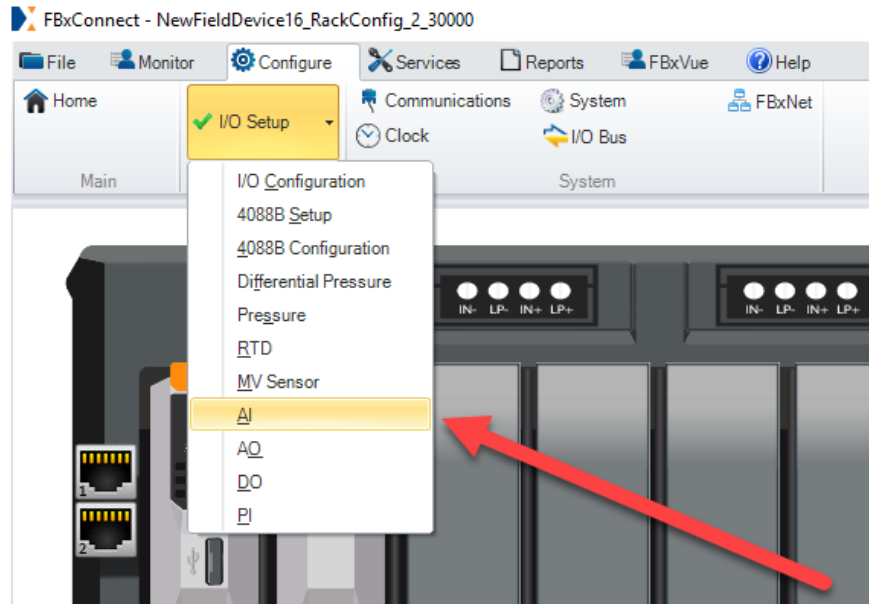 FBxConnect - NewFieldDevice16_RackConfig_2_30000
File Monitor Configure Services Reports FBxVue Help
Home I/O Setup Communications System FBxNet
Clock I/O Bus
Main System
I/O Configuration
4088B Setup
4088B Configuration
Differential Pressure
Pressure
RTD
MV Sensor
AI
AO
DO
PI
IN- LP- IN+ LP+
IN- LP- IN+ LP+
1
2